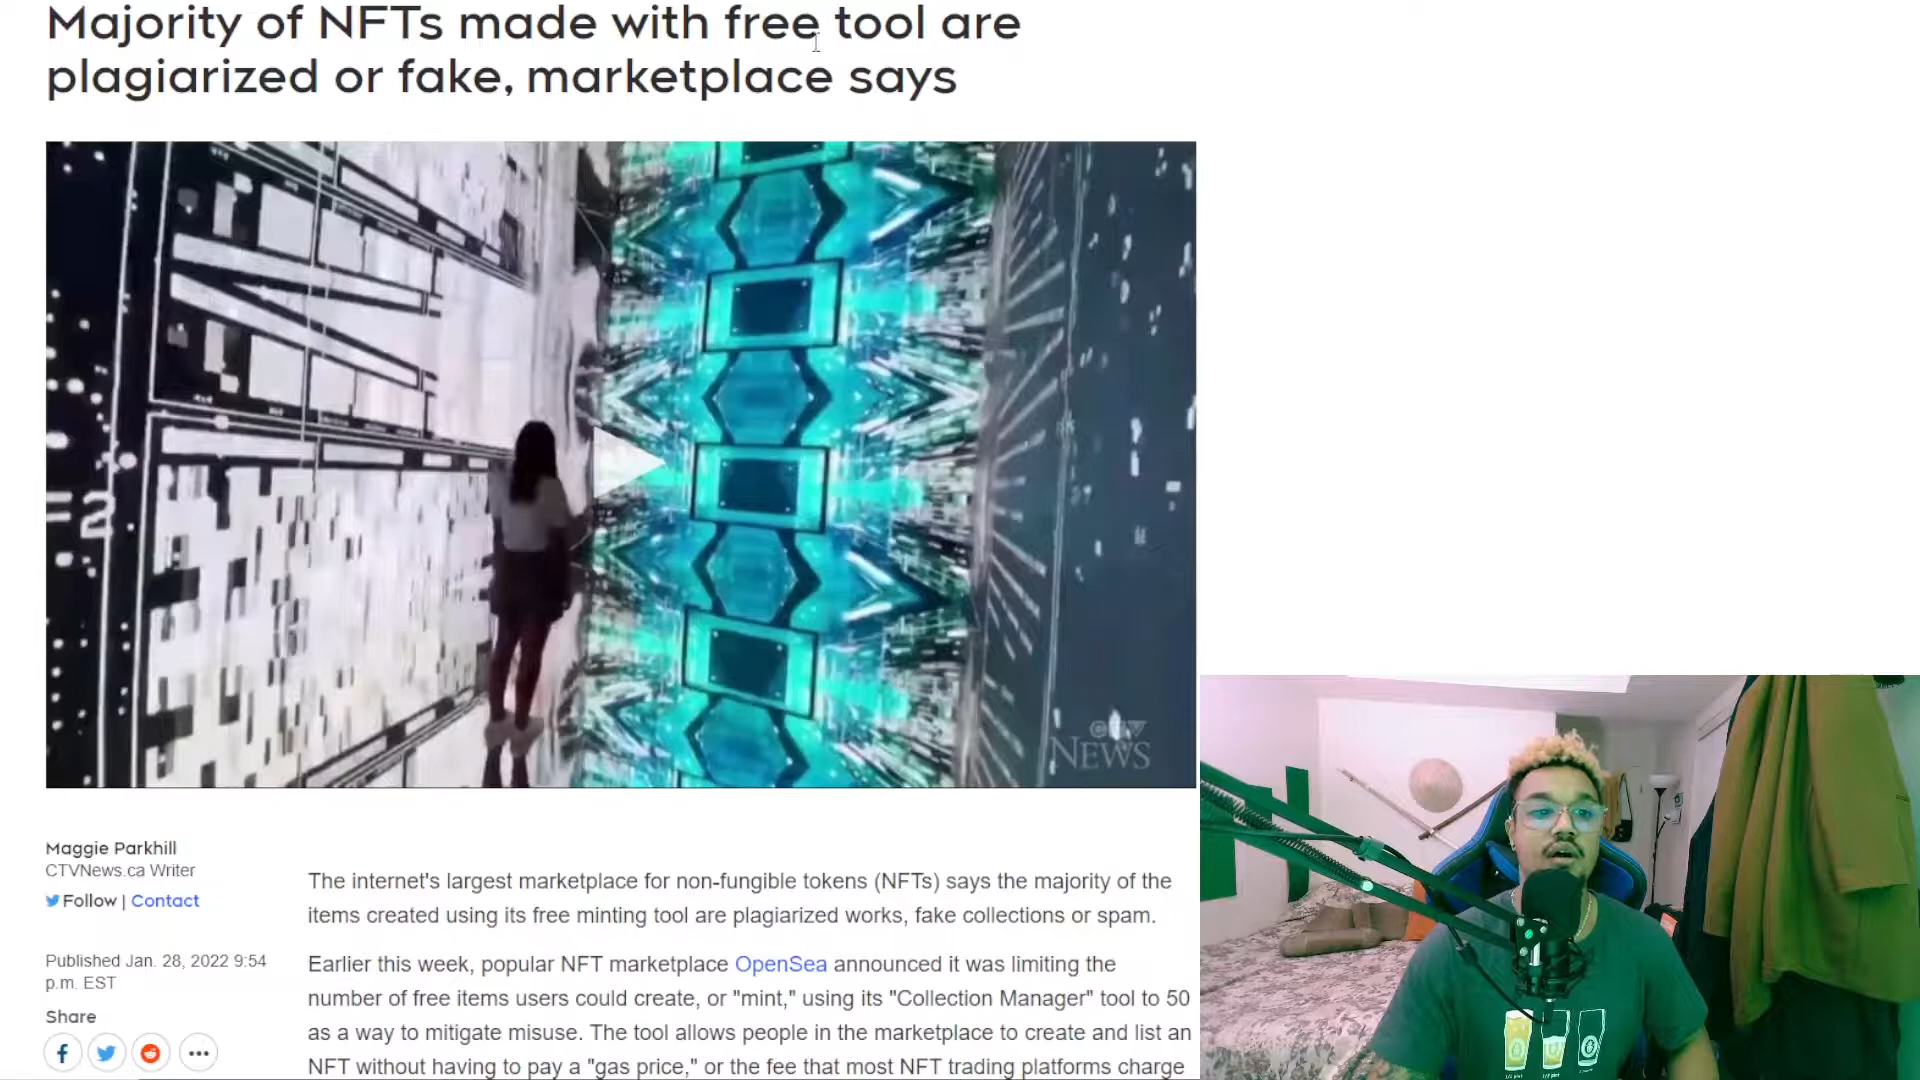 Majority of NFTs made with free tool are
plagiarized or fake, marketplace says
=2
CTV
NEWS
Maggie Parkhill
CTVNews.ca Writer
Follow | Contact
Published Jan. 28, 2022 9:54
p.m. EST
Share
The internet's largest marketplace for non-fungible tokens (NFTs) says the majority of the
items created using its free minting tool are plagiarized works, fake collections or spam.
Earlier this week, popular NFT marketplace OpenSea announced it was limiting the
number of free items users could create, or "mint," using its "Collection Manager" tool to 50
as a way to mitigate misuse. The tool allows people in the marketplace to create and list an
NFT without having to pay a "gas price," or the fee that most NFT trading platforms charge